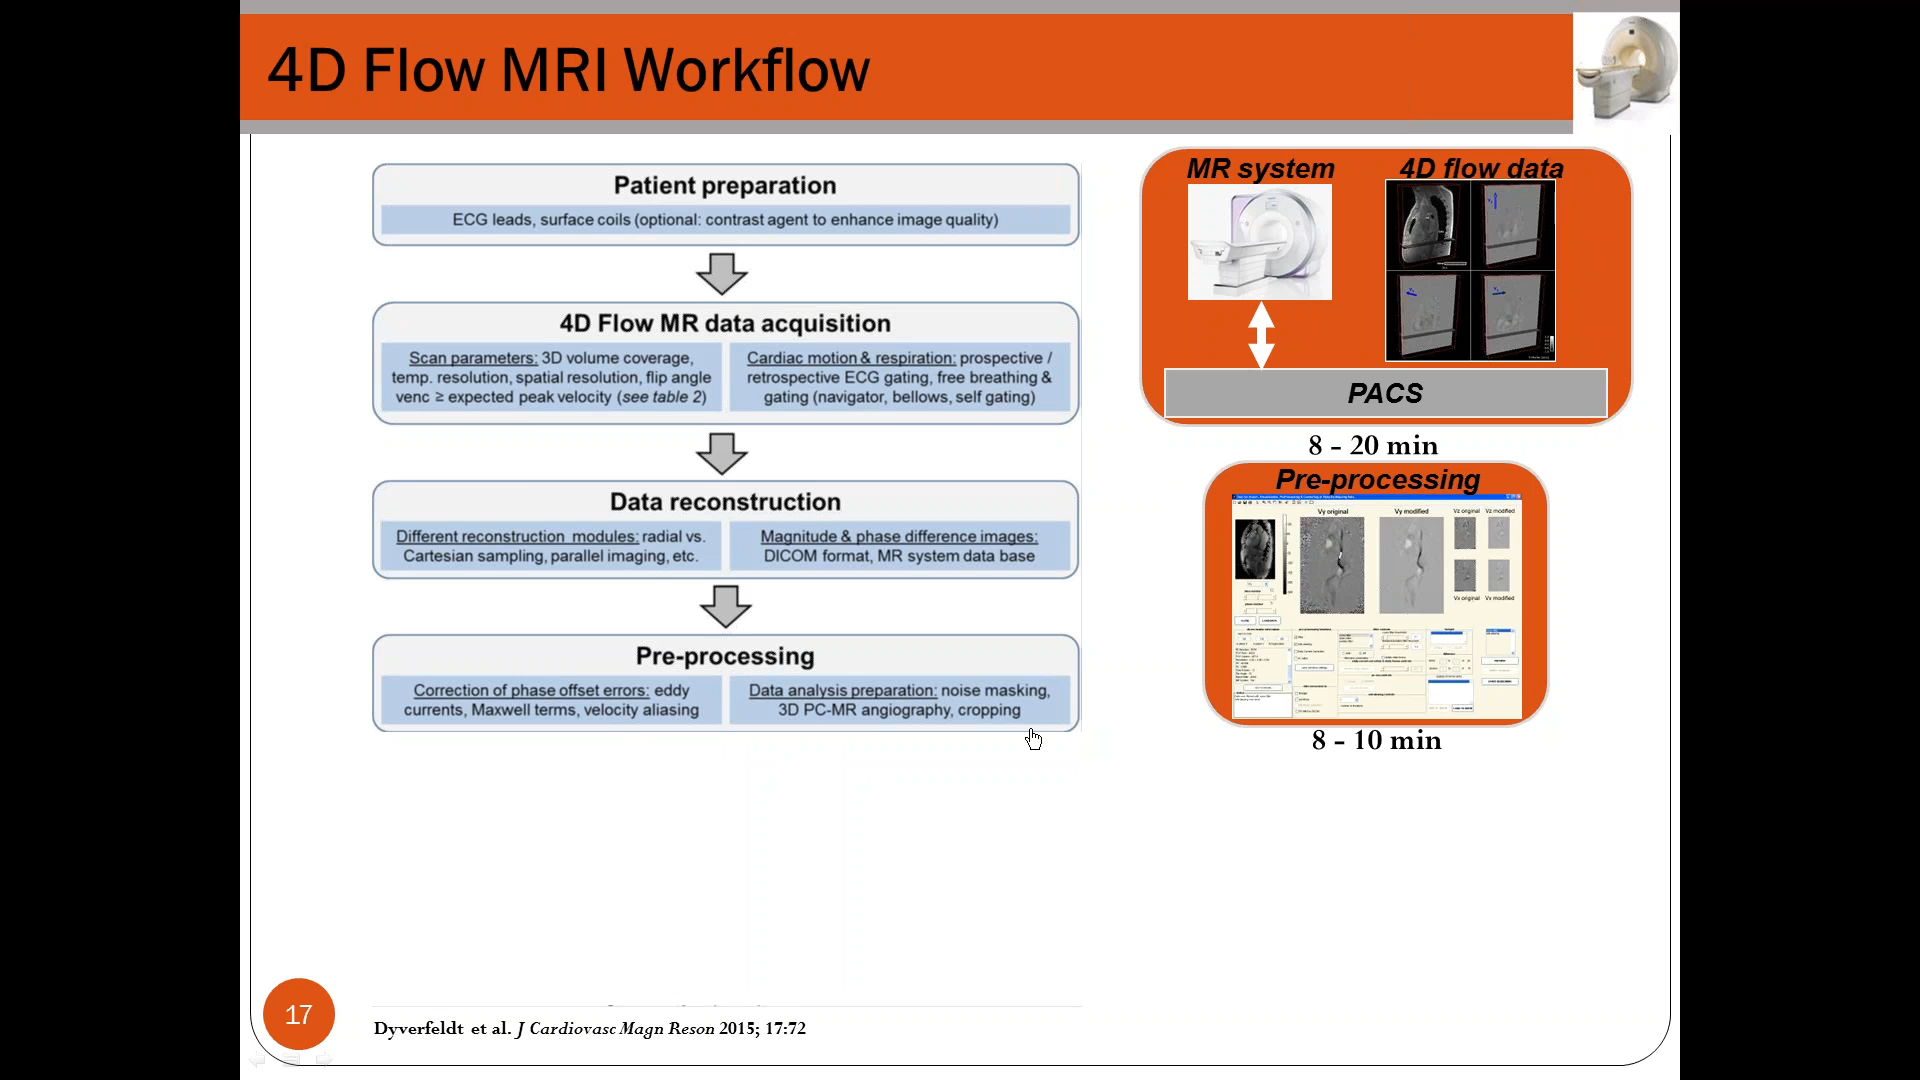 4D Flow MRI Workflow
Patient preparation
ECG leads, surface coils (optional: contrast agent to enhance image quality)
4D Flow MR data acquisition
Scan parameters: 3D volume coverage,
temp. resolution, spatial resolution, flip angle
venc ≥ expected peak velocity (see table 2)
Cardiac motion & respiration: prospective /
retrospective ECG gating, free breathing &
gating (navigator, bellows, self gating)
Data reconstruction
Different reconstruction modules: radial vs.
Cartesian sampling, parallel imaging, etc.
Magnitude & phase difference images:
DICOM format, MR system data base
Pre-processing
Correction of phase offset errors: eddy
currents, Maxwell terms, velocity aliasing
Data analysis preparation: noise masking,
3D PC-MR angiography, cropping
MR system
4D flow data
PACS
8 - 20 min
Pre-processing
Vy original
Vy modified
Vz original
Vz modified
Vx original
Vx modified
8 - 10 min
17
Dyverfeldt et al. J Cardiovasc Magn Reson 2015; 17:72